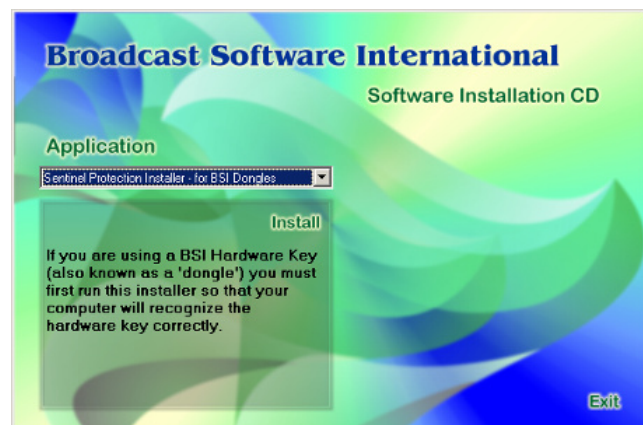 Broadcast Software International
Software Installation CD
Application
Sentinel Protection Installer - for BSI Dongles
Install
If you are using a BSI Hardware Key
(also known as a 'dongle') you must
first run this installer so that your
computer will recognize the
hardware key correctly.
Exit